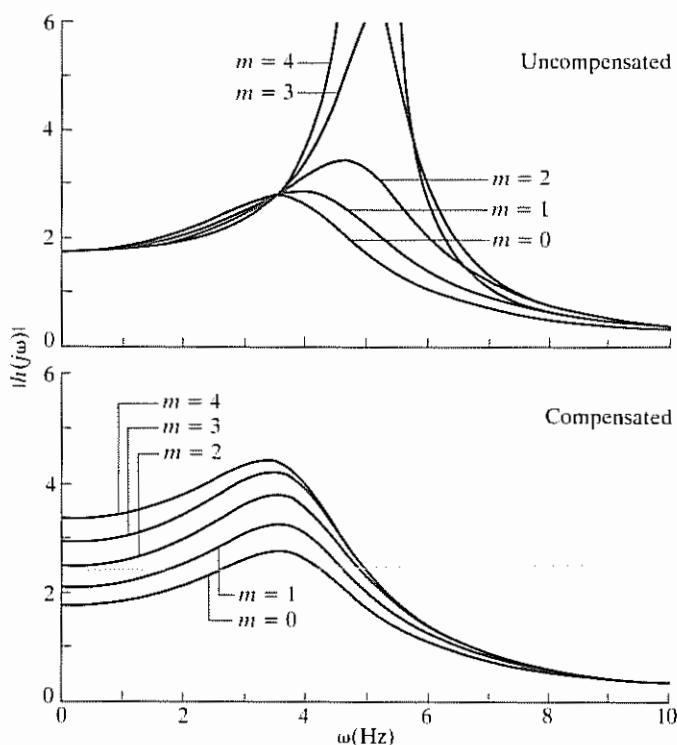 6
4
2
0
m = 4
m = 3
Uncompensated
m = 2
m = 1
m = 0
|h(jω)|
6
4
2
0
m = 4
m = 3
m = 2
Compensated
m = 1
m = 0
0 2 4 6 8 10
ω(Hz)